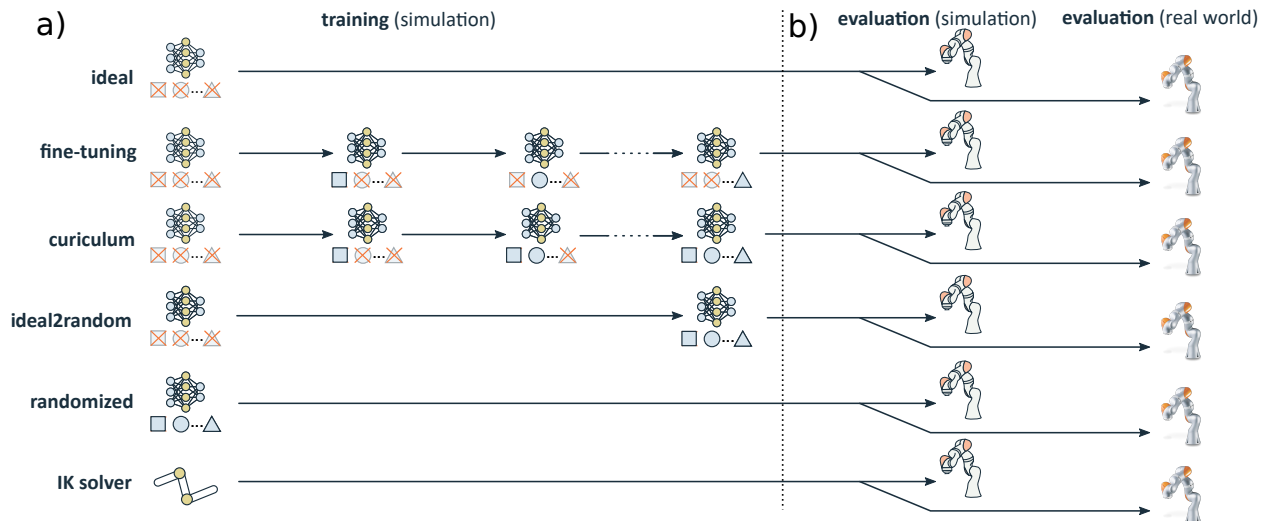 a)
training (simulation)
b)
evaluation (simulation)
evaluation (real world)
ideal
fine-tuning
curiculum
ideal2random
randomized
IK solver